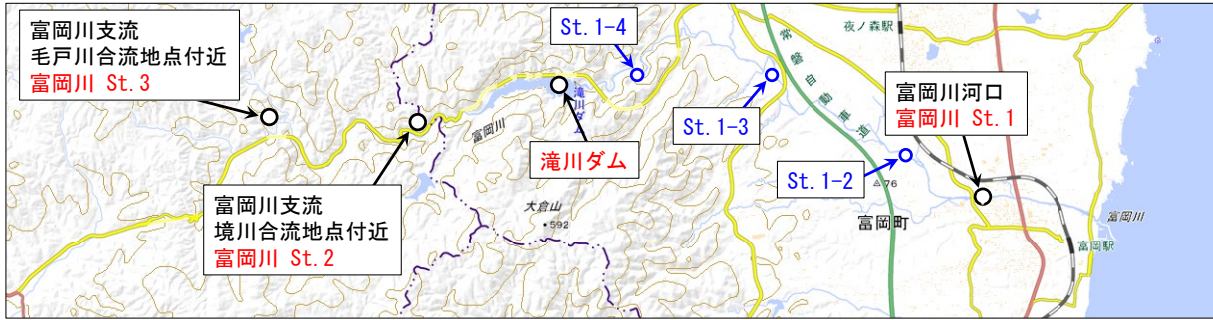 富岡川支流
毛戸川合流地点付近
富岡川 St.3
St.1-4
夜ノ森駅
常磐自動車道
富岡川河口
富岡川 St.1
滝川ダム
富岡川
St.1-3
滝川ダム
St.1-2
76
富岡川支流
境川合流地点付近
富岡川 St.2
大倉山
592
富岡町
富岡川
富岡駅